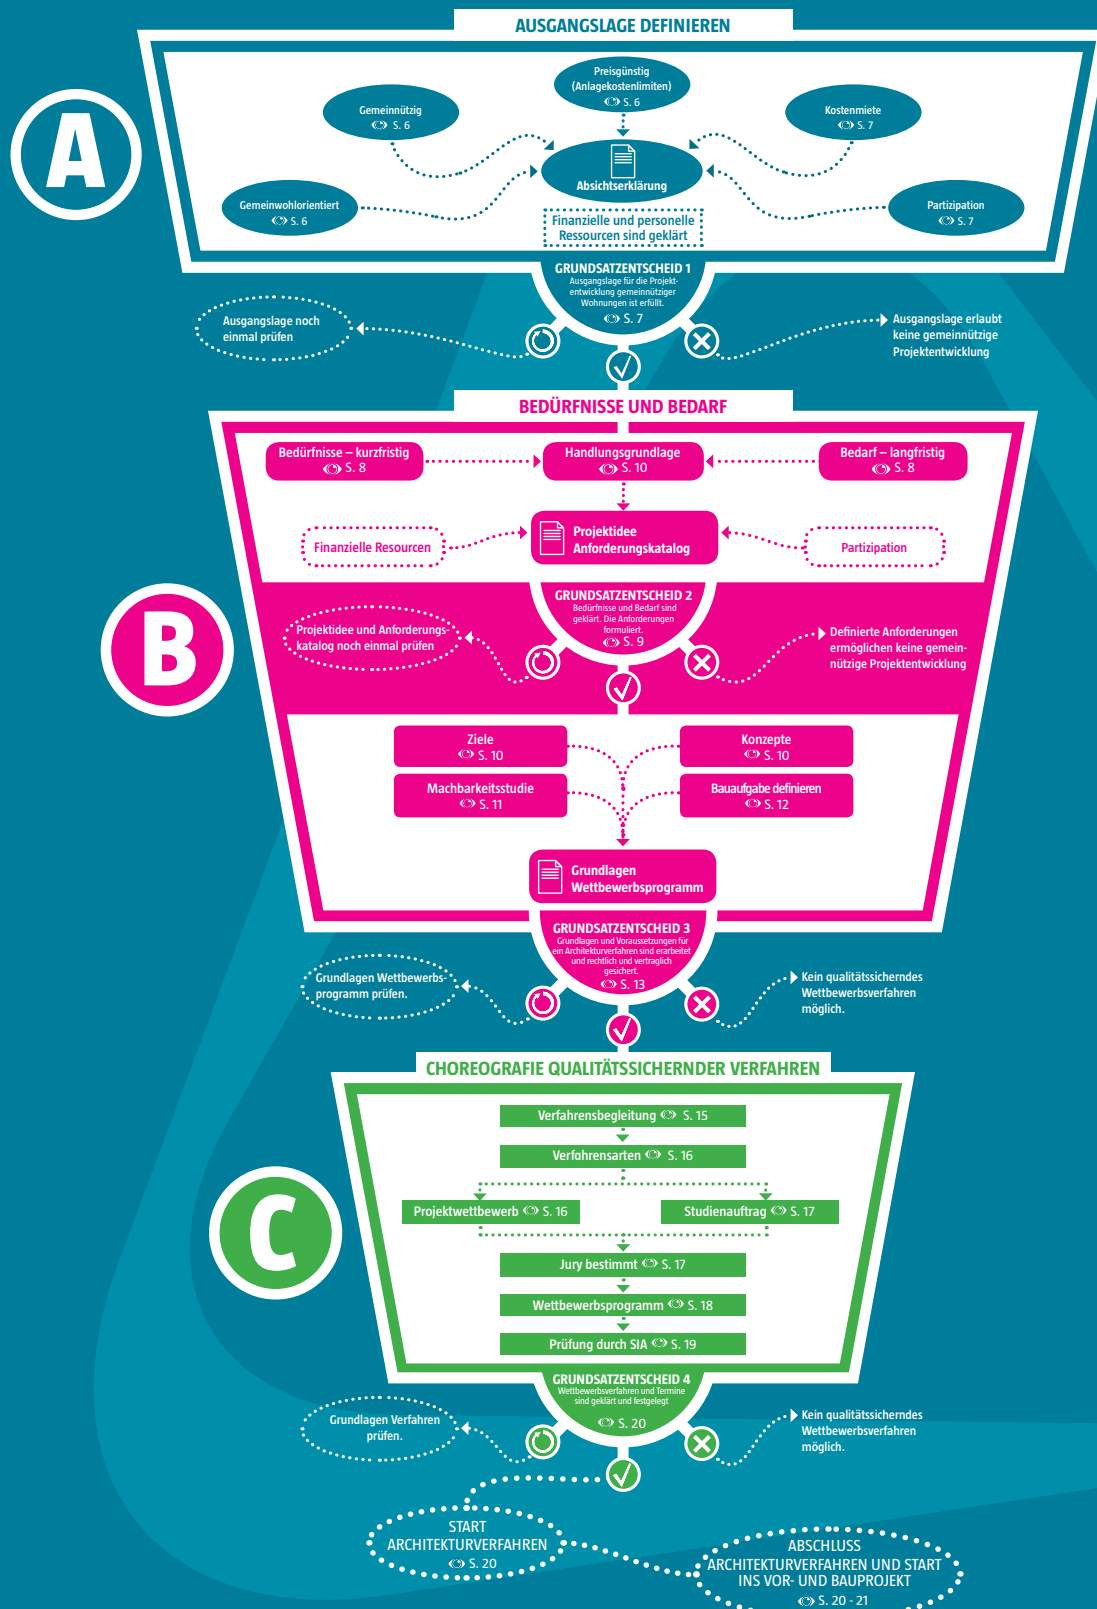 AUSGANGSLAGE DEFINIEREN
A
Preisgünstig
(Anlagekostenlimiten)
S. 6
Gemeinnützig
S. 6
Kostenmiete
S. 7
Absichtserklärung
Gemeinwohlorientiert
S. 6
Partizipation
S. 7
Finanzielle und personelle
Ressourcen sind geklärt
GRUNDSATZENTSCHEID 1
Ausgangslage für die Projekt-
entwicklung gemeinnütziger
Wohnungen ist erfüllt.
S. 7
Ausgangslage noch
einmal prüfen
Ausgangslage erlaubt
keine gemeinnützige
Projektentwicklung
BEDÜRFNISSE UND BEDARF
B
Bedürfnisse – kurzfristig
S. 8
Handlungsgrundlage
S. 10
Bedarf – langfristig
S. 8
Finanzielle Resourcen
Projektidee
Anforderungskatalog
Partizipation
GRUNDSATZENTSCHEID 2
Bedürfnisse und Bedarf sind
geklärt. Die Anforderungen
formuliert.
S. 9
Projektidee und Anforderungs-
katalog noch einmal prüfen
Definierte Anforderungen
ermöglichen keine gemein-
nützige Projektentwicklung
Ziele
S. 10
Konzepte
S. 10
Machbarkeitsstudie
S. 11
Bauaufgabe definieren
S. 12
Grundlagen
Wettbewerbsprogramm
GRUNDSATZENTSCHEID 3
Grundlagen und Voraussetzungen für
ein Architekturverfahren sind erarbeitet
und rechtlich und vertraglich
gesichert.
S. 13
Grundlagen Wettbewerbs-
programm prüfen.
Kein qualitätssicherndes
Wettbewerbsverfahren
möglich.
CHOREOGRAFIE QUALITÄTSSICHERNDER VERFAHREN
C
Verfahrensbegleitung S. 15
Verfahrensarten S. 16
Projektwettbewerb S. 16
Studienauftrag S. 17
Jury bestimmt S. 17
Wettbewerbsprogramm S. 18
Prüfung durch SIA S. 19
GRUNDSATZENTSCHEID 4
Wettbewerbsverfahren und Termine
sind geklärt und festgelegt
S. 20
Grundlagen Verfahren
prüfen.
Kein qualitätssicherndes
Wettbewerbsverfahren
möglich.
START
ARCHITEKTURVERFAHREN
S. 20
ABSCHLUSS
ARCHITEKTURVERFAHREN UND START
INS VOR- UND BAUPROJEKT
S. 20 - 21